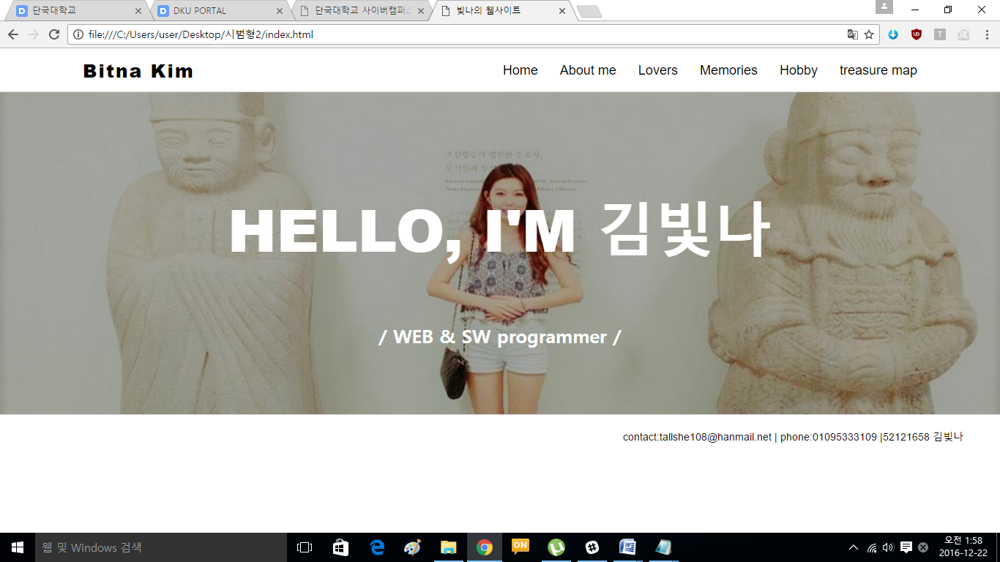 단국대학교
DKU PORTAL
단국대학교 사이버캠퍼스
빛나의 웹사이트
file:///C:/Users/user/Desktop/시범형2/index.html
Bitna Kim
Home About me Lovers Memories Hobby treasure map
조선왕릉의 영원한 수호자,
HELLO, I'M 김빛나
/ WEB & SW programmer /
contact:tallshe108@hanmail.net | phone:01095333109 |52121658 김빛나
웹 및 Windows 검색
ON
오전 1:58
2016-12-22